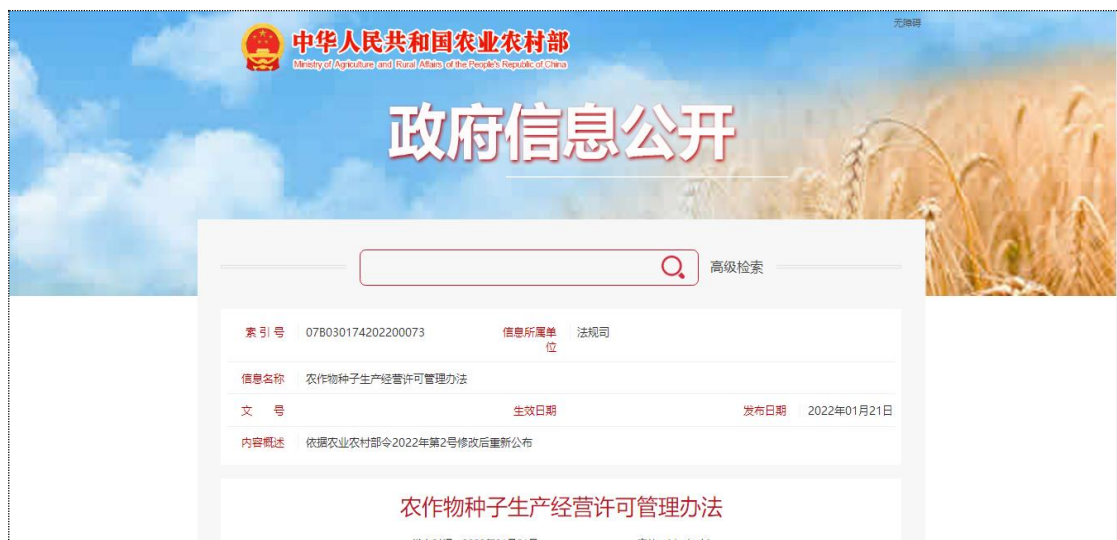 无障碍
中华人民共和国农业农村部
Ministry of Agriculture and Rural Affairs of the People's Republic of China
政府信息公开
高级检索
索引号 07B030174202200073 信息所属单位 法规司
信息名称 农作物种子生产经营许可管理办法
文 号 生效日期 发布日期 2022年01月21日
内容概述 依据农业农村部令2022年第2号修改后重新公布
农作物种子生产经营许可管理办法